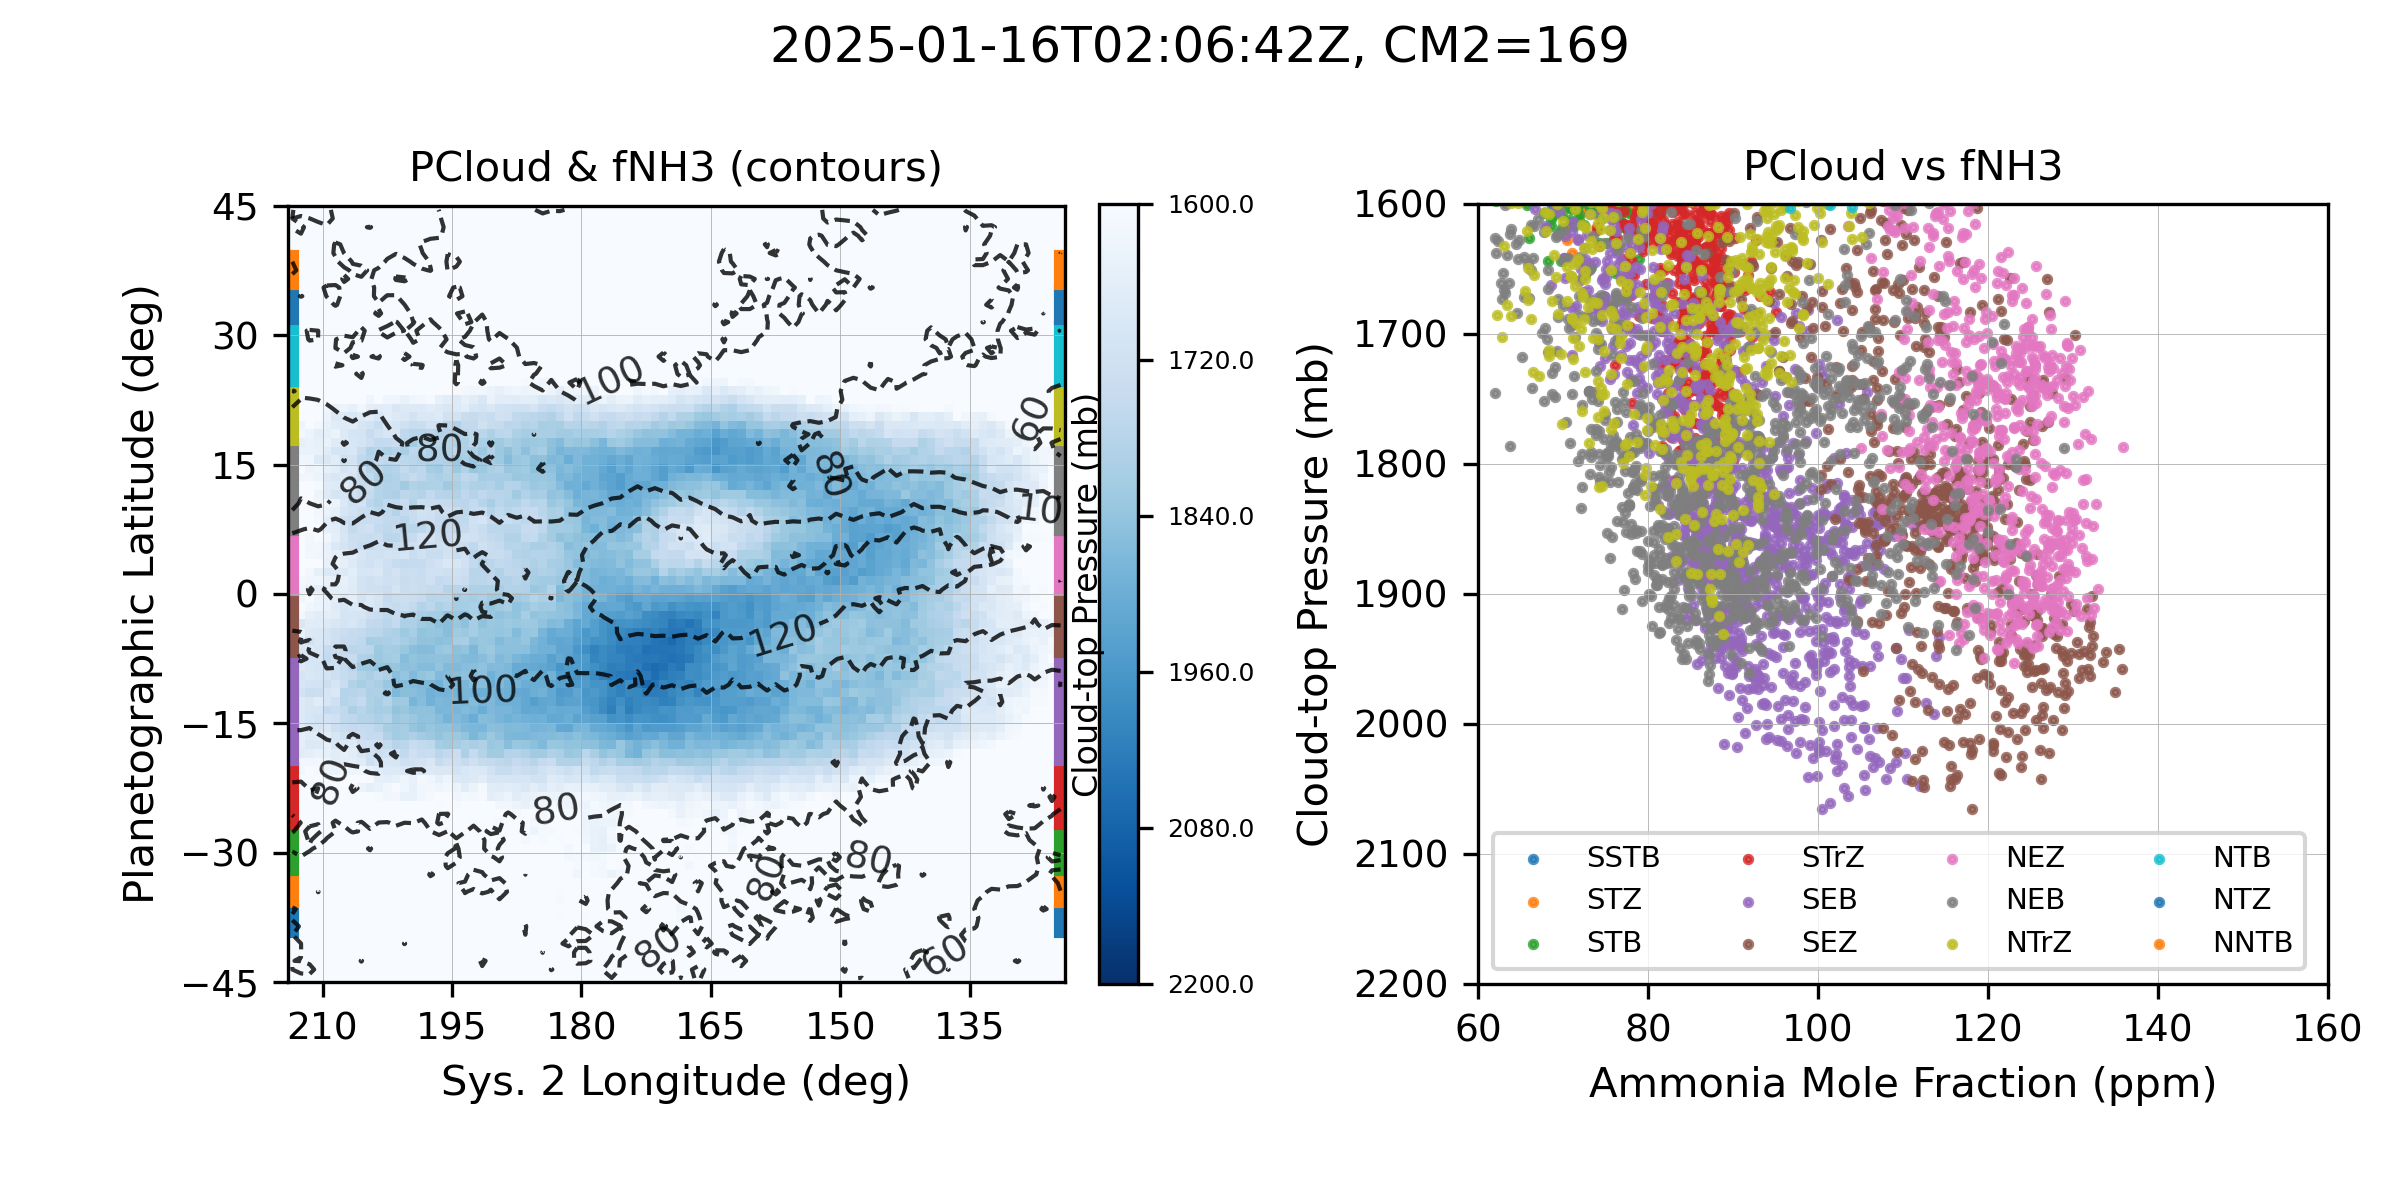 2025-01-16T02:06:42Z, CM2=169
PCloud & fNH3 (contours)
45
30
15
0
−15
−30
−45
Planetographic Latitude (deg)
210 195 180 165 150 135
Sys. 2 Longitude (deg)
100
60
80
80
80
10
120
120
100
80
80
80
80
80
60
1600.0
1720.0
1840.0
1960.0
2080.0
2200.0
Cloud-top Pressure (mb)
PCloud vs fNH3
1600
1700
1800
1900
2000
2100
2200
Cloud-top Pressure (mb)
SSTB STrZ NEZ NTB
STZ SEB NEB NTZ
STB SEZ NTrZ NNTB
60 80 100 120 140 160
Ammonia Mole Fraction (ppm)